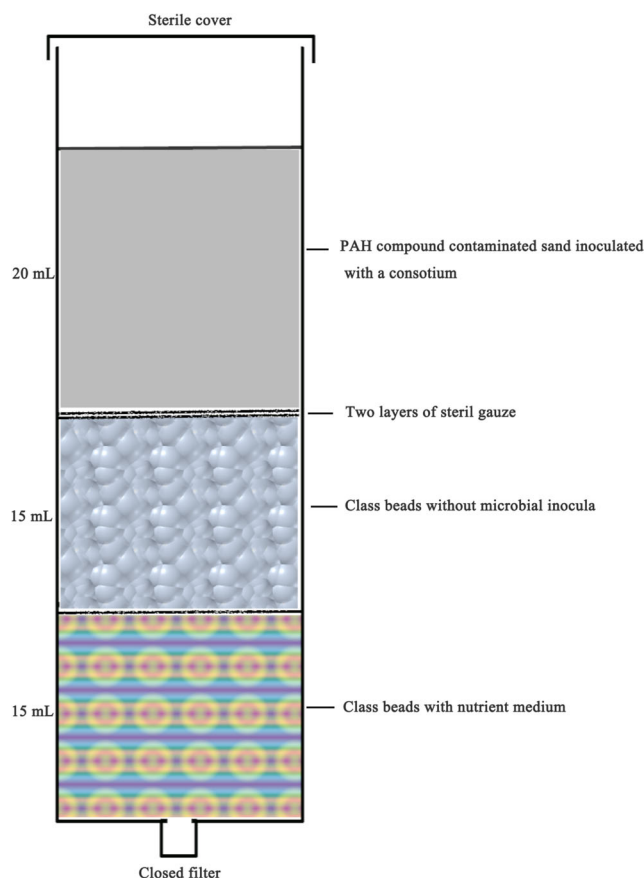 Sterile cover
PAH compound contaminated sand inoculated
with a consotium
20 mL
Two layers of steril gauze
Class beads without microbial inocula
15 mL
Class beads with nutrient medium
15 mL
Closed filter